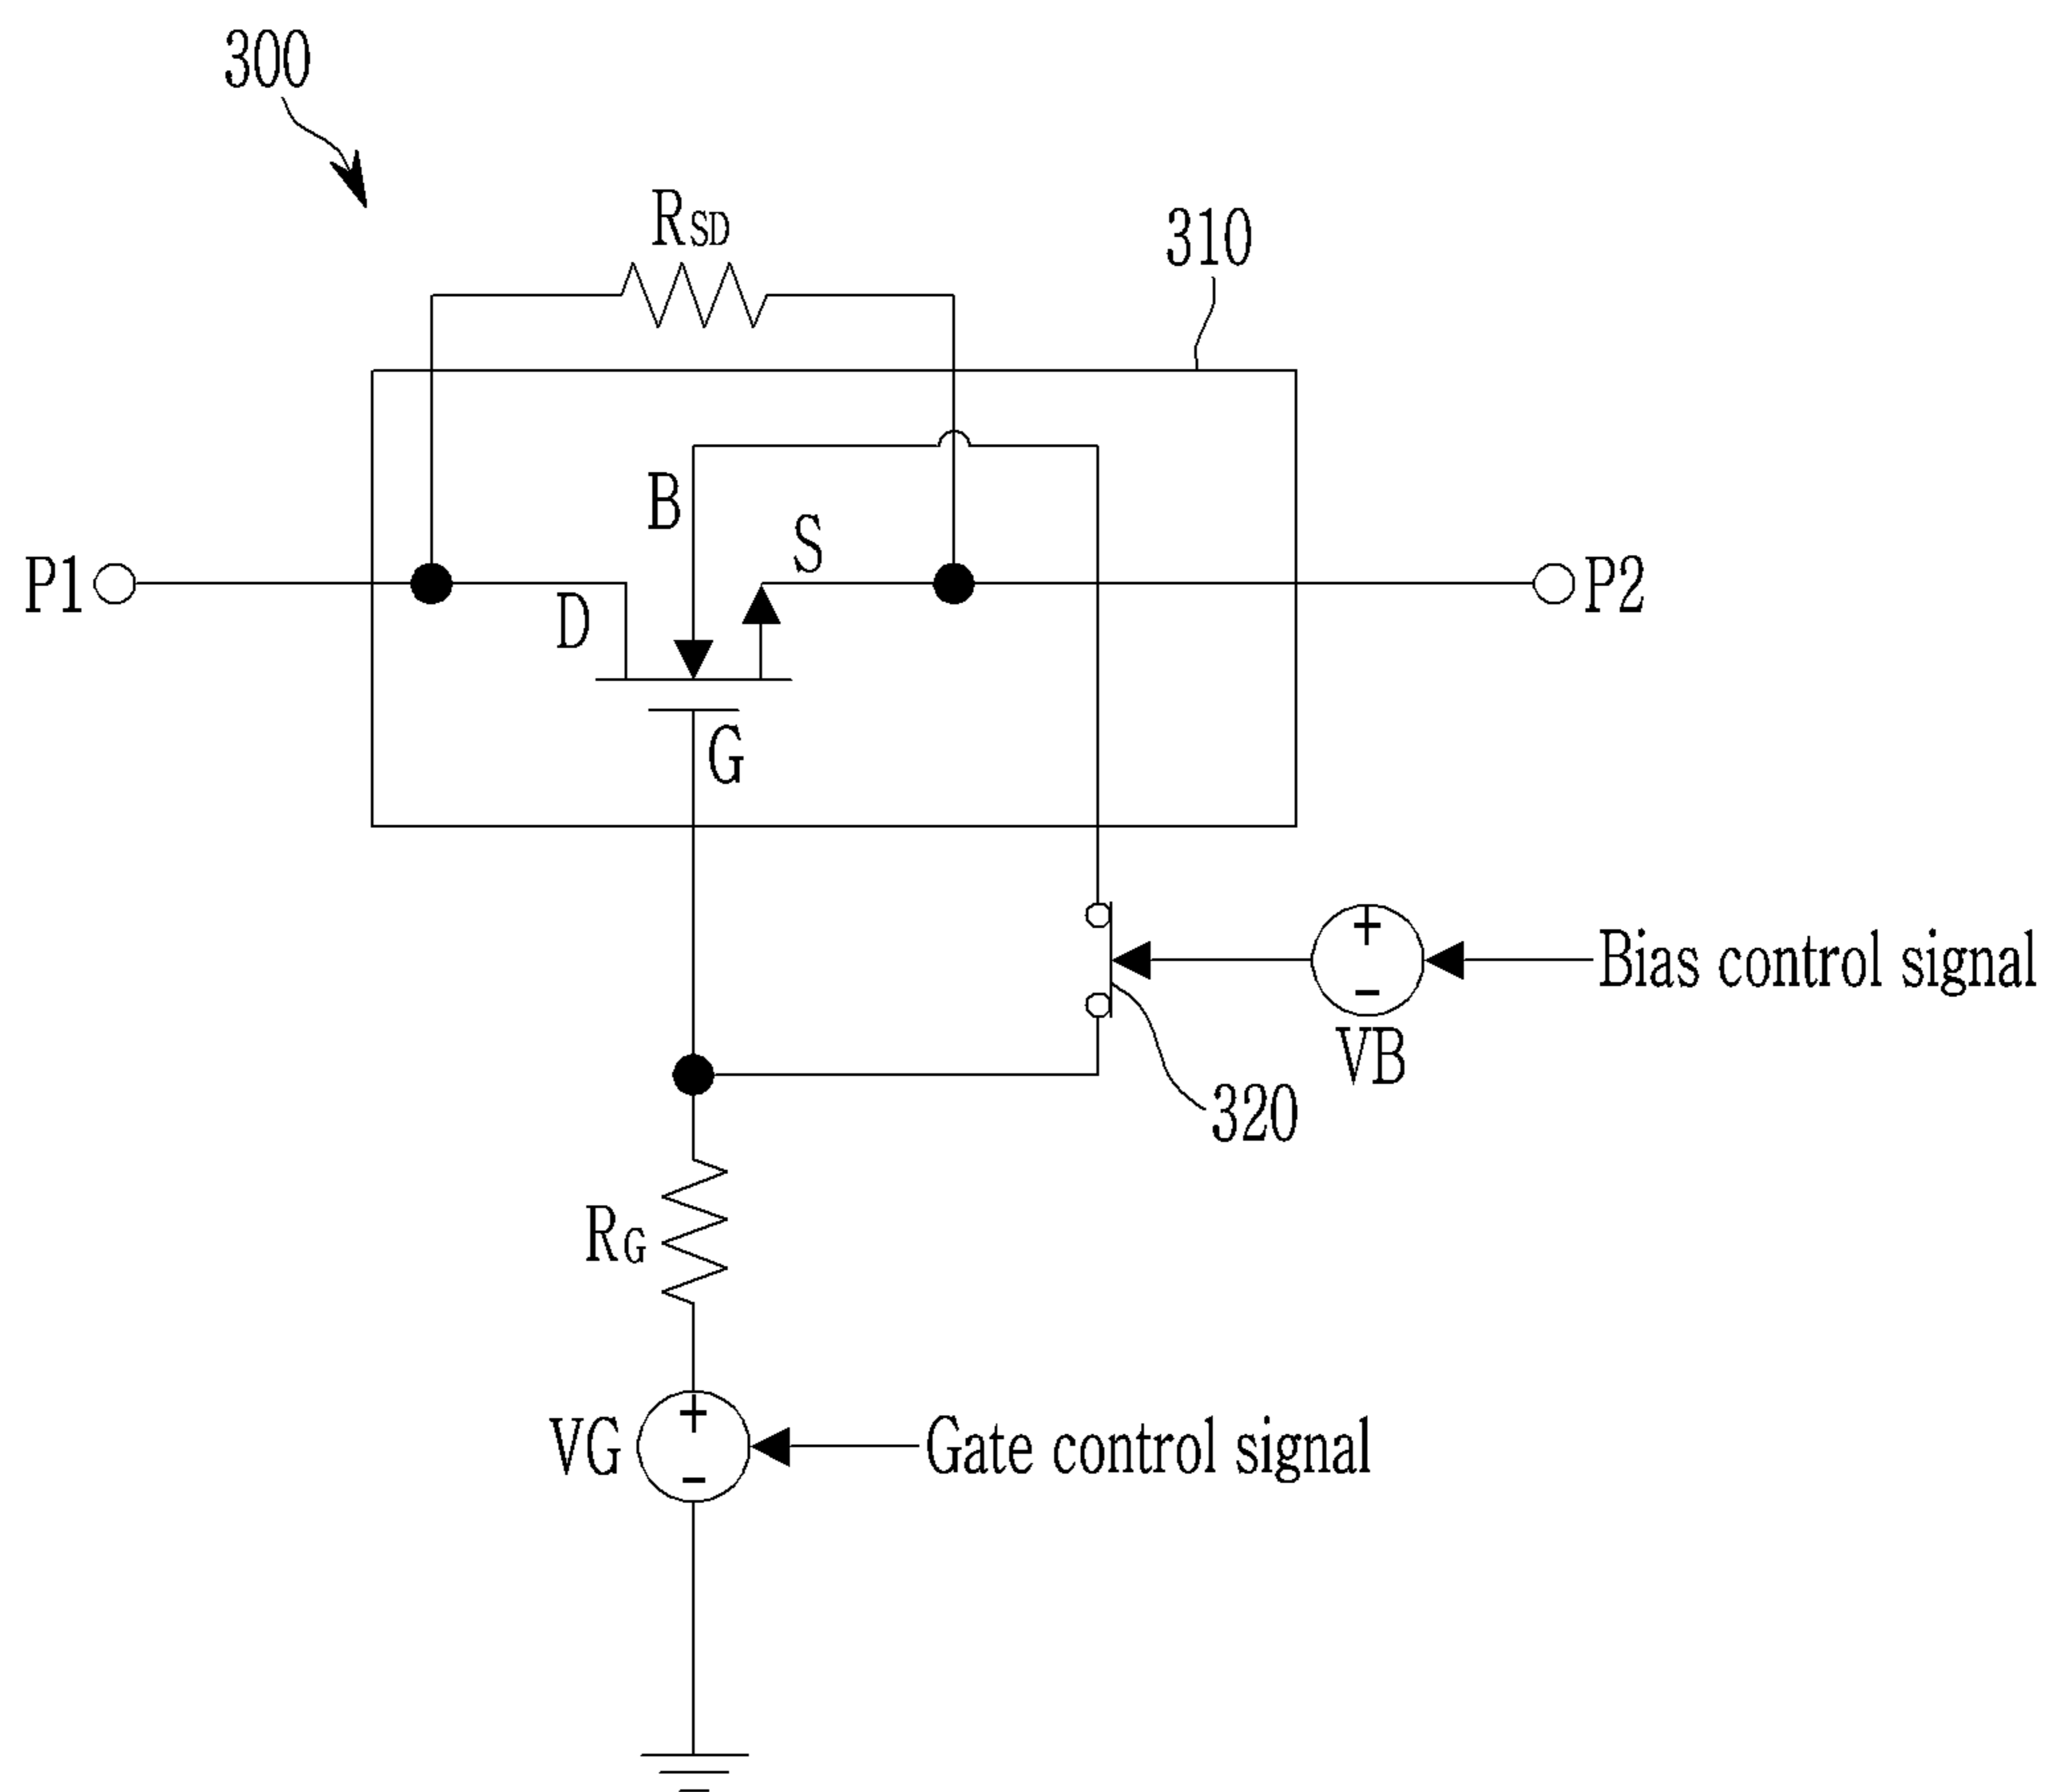 300
RSD
310
B
S
P1
P2
D
G
+
-
Bias control signal
VB
320
RG
VG
+
-
Gate control signal